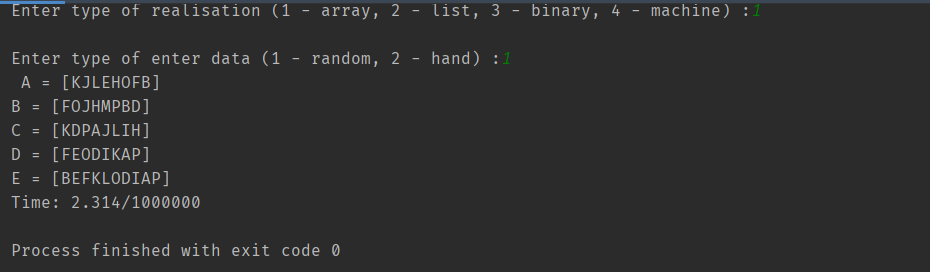 Enter type of realisation (1 - array, 2 - list, 3 - binary, 4 - machine) :1
Enter type of enter data (1 - random, 2 - hand) :1
A = [KJLEHOFB]
B = [FOJHMPBD]
C = [KDPAJLIH]
D = [FEODIKAP]
E = [BEFKLODIAP]
Time: 2.314/1000000
Process finished with exit code 0